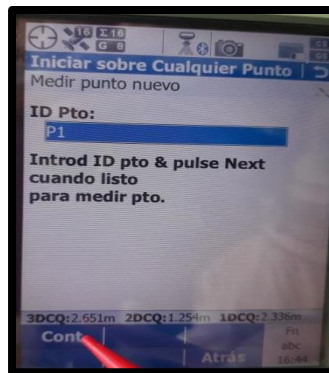 16 Σ16
G 8
Iniciar sobre Cualquier Punto
Medir punto nuevo
ID Pto:
P1
Introd ID pto & pulse Next
cuando listo
para medir pto.
3DCQ:2.651m 2DCQ:1.254m 1DCQ:2.336m
Cont
Fn
abc
Atrás 16:44